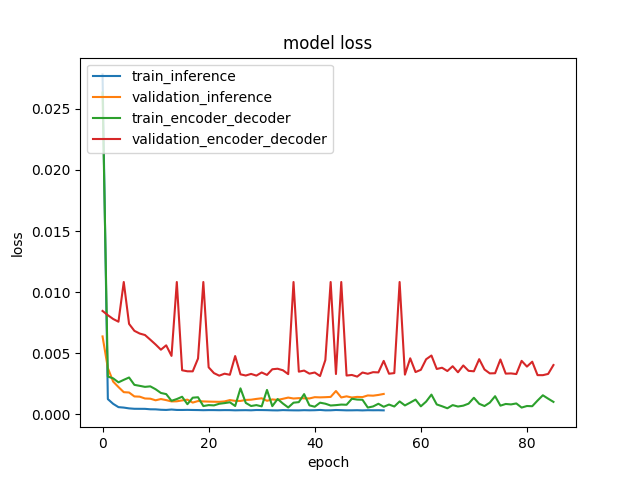 model loss
train_inference
validation_inference
train_encoder_decoder
validation_encoder_decoder
loss
0.025
0.020
0.015
0.010
0.005
0.000
0 20 40 60 80
epoch